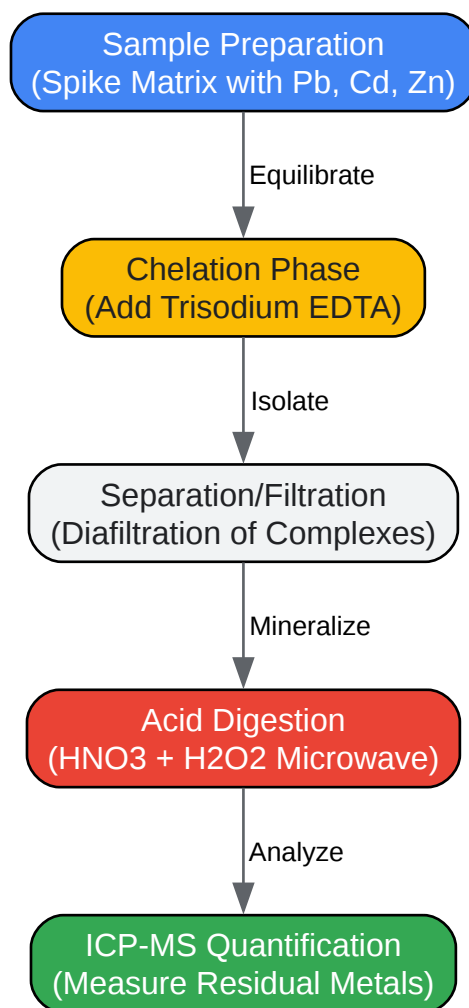 Sample Preparation
(Spike Matrix with Pb, Cd, Zn)
Equilibrate
Chelation Phase
(Add Trisodium EDTA)
Isolate
Separation/Filtration
(Diafiltration of Complexes)
Mineralize
Acid Digestion
(HNO3 + H2O2 Microwave)
Analyze
ICP-MS Quantification
(Measure Residual Metals)